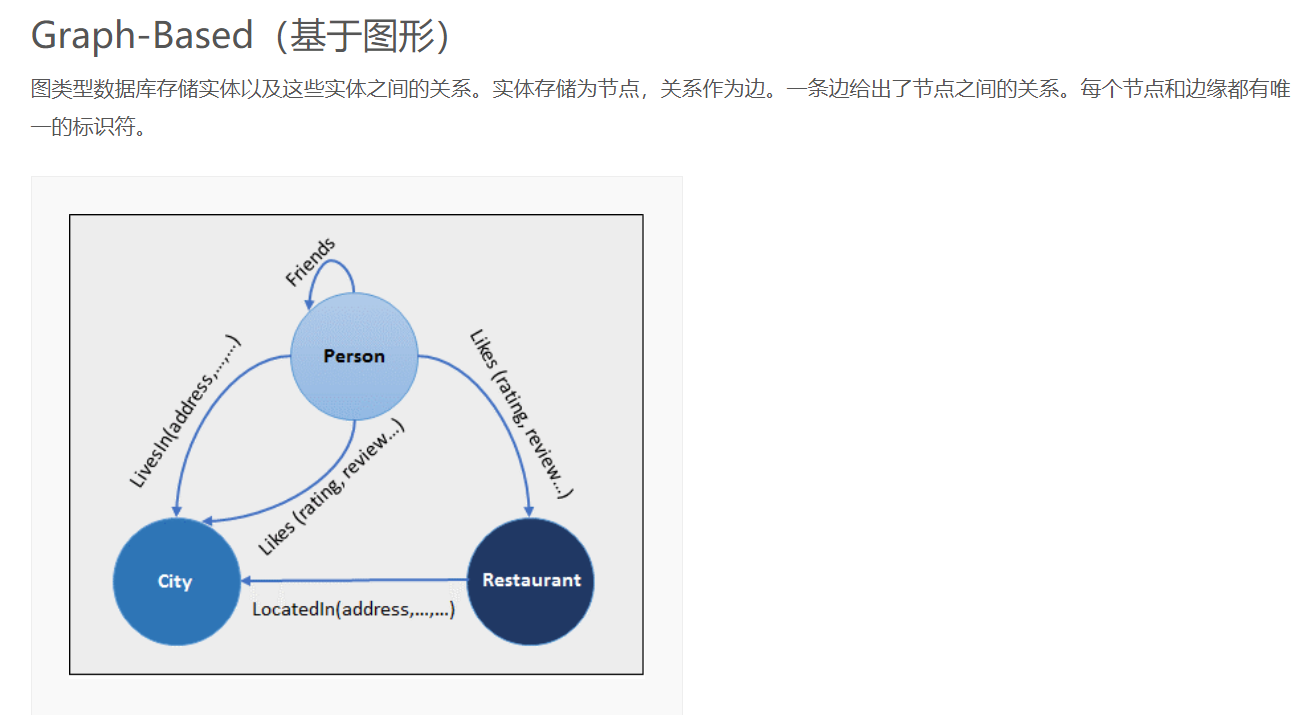 Graph-Based（基于图形）
图类型数据库存储实体以及这些实体之间的关系。实体存储为节点，关系作为边。一条边给出了节点之间的关系。每个节点和边缘都有唯
一的标识符。
Friends
Person
LivesIn(address,...,...)
Likes (rating, review...)
Likes (rating, review...)
City
Restaurant
LocatedIn(address,...,...)